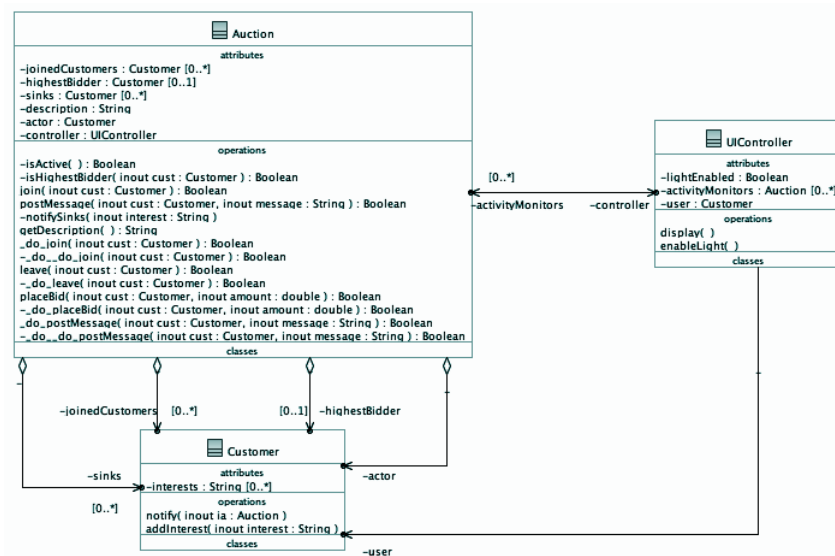 Auction
attributes
-joinedCustomers : Customer [0..*]
-highestBidder : Customer [0..1]
-sinks : Customer [0..*]
-description : String
-actor : Customer
-controller : UIController
operations
-isActive( ) : Boolean
-isHighestBidder( inout cust : Customer ) : Boolean
join( inout cust : Customer ) : Boolean
postMessage( inout cust : Customer, inout message : String ) : Boolean
-notifySinks( inout interest : String )
getDescription( ) : String
_do_join( inout cust : Customer ) : Boolean
-_do__do_join( inout cust : Customer ) : Boolean
leave( inout cust : Customer ) : Boolean
-_do_leave( inout cust : Customer ) : Boolean
placeBid( inout cust : Customer, inout amount : double ) : Boolean
-_do_placeBid( inout cust : Customer, inout amount : double ) : Boolean
_do_postMessage( inout cust : Customer, inout message : String ) : Boolean
-_do__do_postMessage( inout cust : Customer, inout message : String ) : Boolean
classes
[0..*]
-activityMonitors
-controller
UIController
attributes
-lightEnabled : Boolean
-activityMonitors : Auction [0..*]
-user : Customer
operations
display( )
enableLight( )
classes
-joinedCustomers
[0..*]
[0..1]
-highestBidder
-sinks
[0..*]
-actor
Customer
attributes
-interests : String [0..*]
operations
notify( inout ia : Auction )
addInterest( inout interest : String )
classes
-user